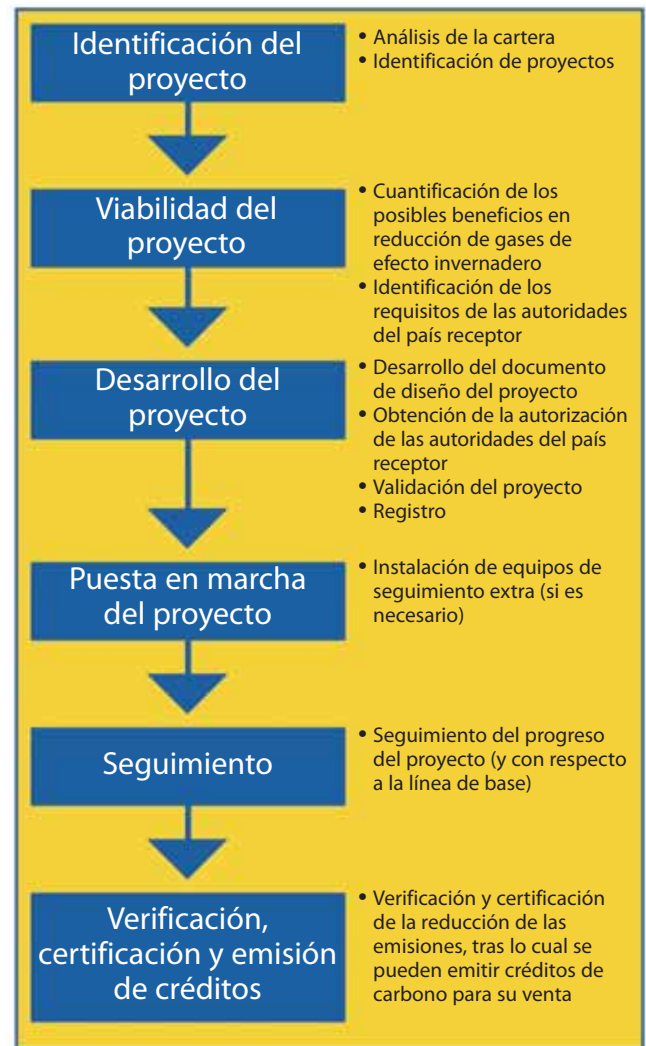 Identificación del
proyecto
• Análisis de la cartera
• Identificación de proyectos
Viabilidad del
proyecto
• Cuantificación de los
posibles beneficios en
reducción de gases de
efecto invernadero
• Identificación de los
requisitos de las autoridades
del país receptor
Desarrollo del
proyecto
• Desarrollo del documento
de diseño del proyecto
• Obtención de la autorización
de las autoridades del país
receptor
• Validación del proyecto
• Registro
Puesta en marcha
del proyecto
• Instalación de equipos de
seguimiento extra (si es
necesario)
Seguimiento
• Seguimiento del progreso
del proyecto (y con respecto
a la línea de base)
Verificación,
certificación y emisión
de créditos
• Verificación y certificación
de la reducción de las
emisiones, tras lo cual se
pueden emitir créditos de
carbono para su venta